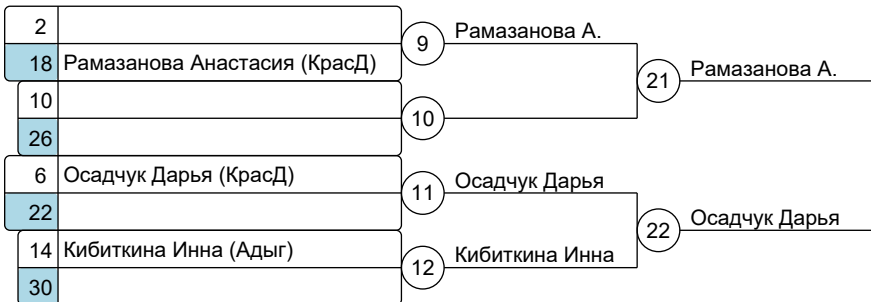 2
9
Рамазанова А.
18 Рамазанова Анастасия (КрасД)
21
Рамазанова А.
10
10
26
6 Осадчук Дарья (КрасД)
11
Осадчук Дарья
22
22
Осадчук Дарья
14 Кибиткина Инна (Адыг)
12
Кибиткина Инна
30